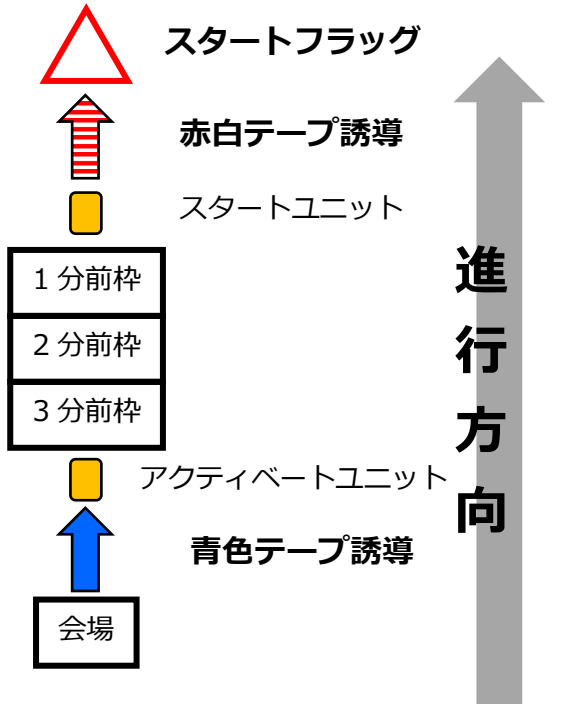 スタートフラッグ
赤白テープ誘導
スタートユニット
1分前枠
2分前枠
3分前枠
アクティベートユニット
青色テープ誘導
会場
進行方向